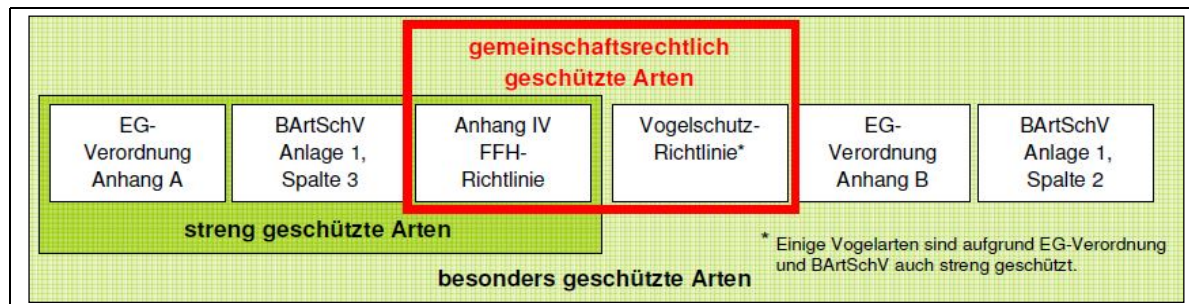 gemeinschaftsrechtlich
geschützte Arten
EG-
Verordnung
Anhang A
BArtSchV
Anlage 1,
Spalte 3
Anhang IV
FFH-
Richtlinie
Vogelschutz-
Richtlinie*
EG-
Verordnung
Anhang B
BArtSchV
Anlage 1,
Spalte 2
streng geschützte Arten
* Einige Vogelarten sind aufgrund EG-Verordnung
und BArtSchV auch streng geschützt.
besonders geschützte Arten